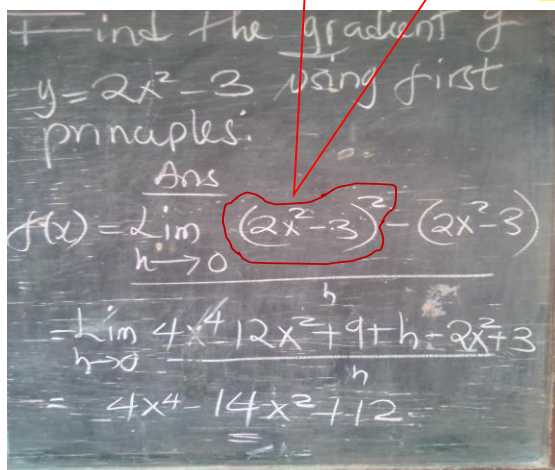 Find the gradient of
y=2x²-3 using first
principles.
Ans
f(x) = Lim (2x²-3)² - (2x²-3)
h→0
h
= Lim 4x⁴ 12x²+9+h-2x²+3
h→0
h
= 4x⁴-14x²+12